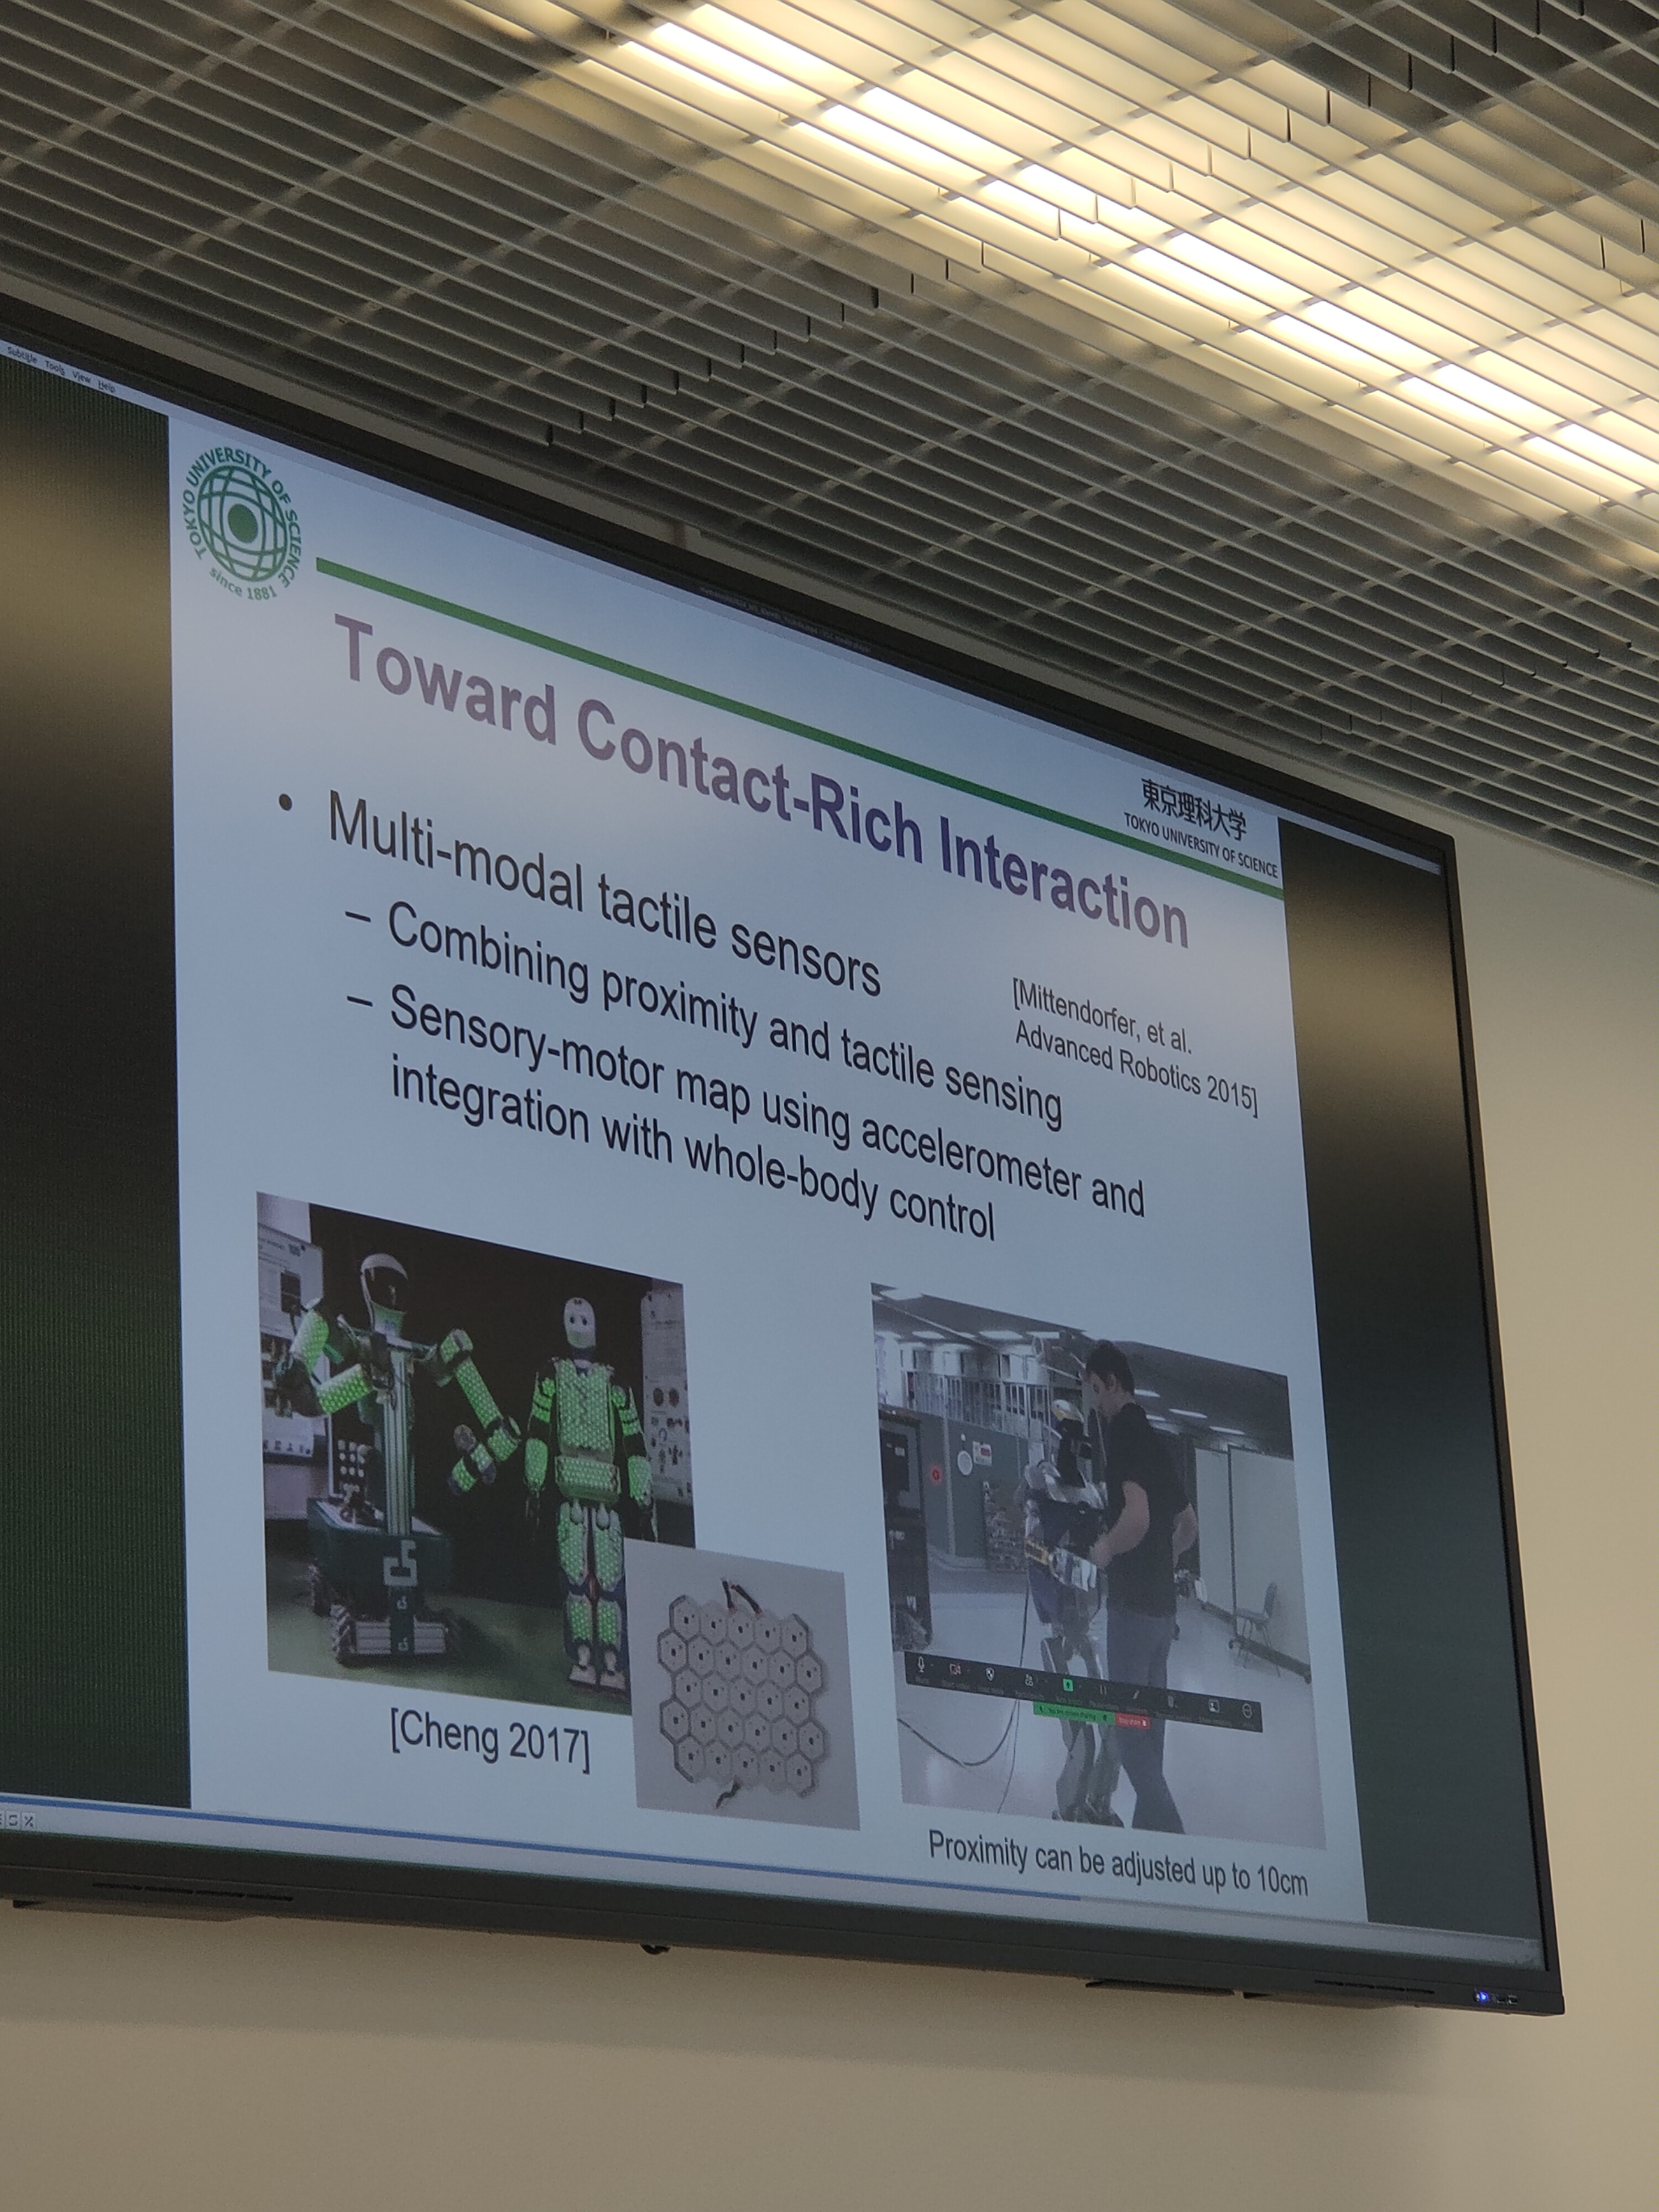 Subtitle Tools View Help
TOKYO UNIVERSITY OF SCIENCE
since 1881
東京理科大学
TOKYO UNIVERSITY OF SCIENCE
Toward Contact-Rich Interaction
• Multi-modal tactile sensors
– Combining proximity and tactile sensing
– Sensory-motor map using accelerometer and
integration with whole-body control
[Mittendorfer, et al.
Advanced Robotics 2015]
[Cheng 2017]
Proximity can be adjusted up to 10cm